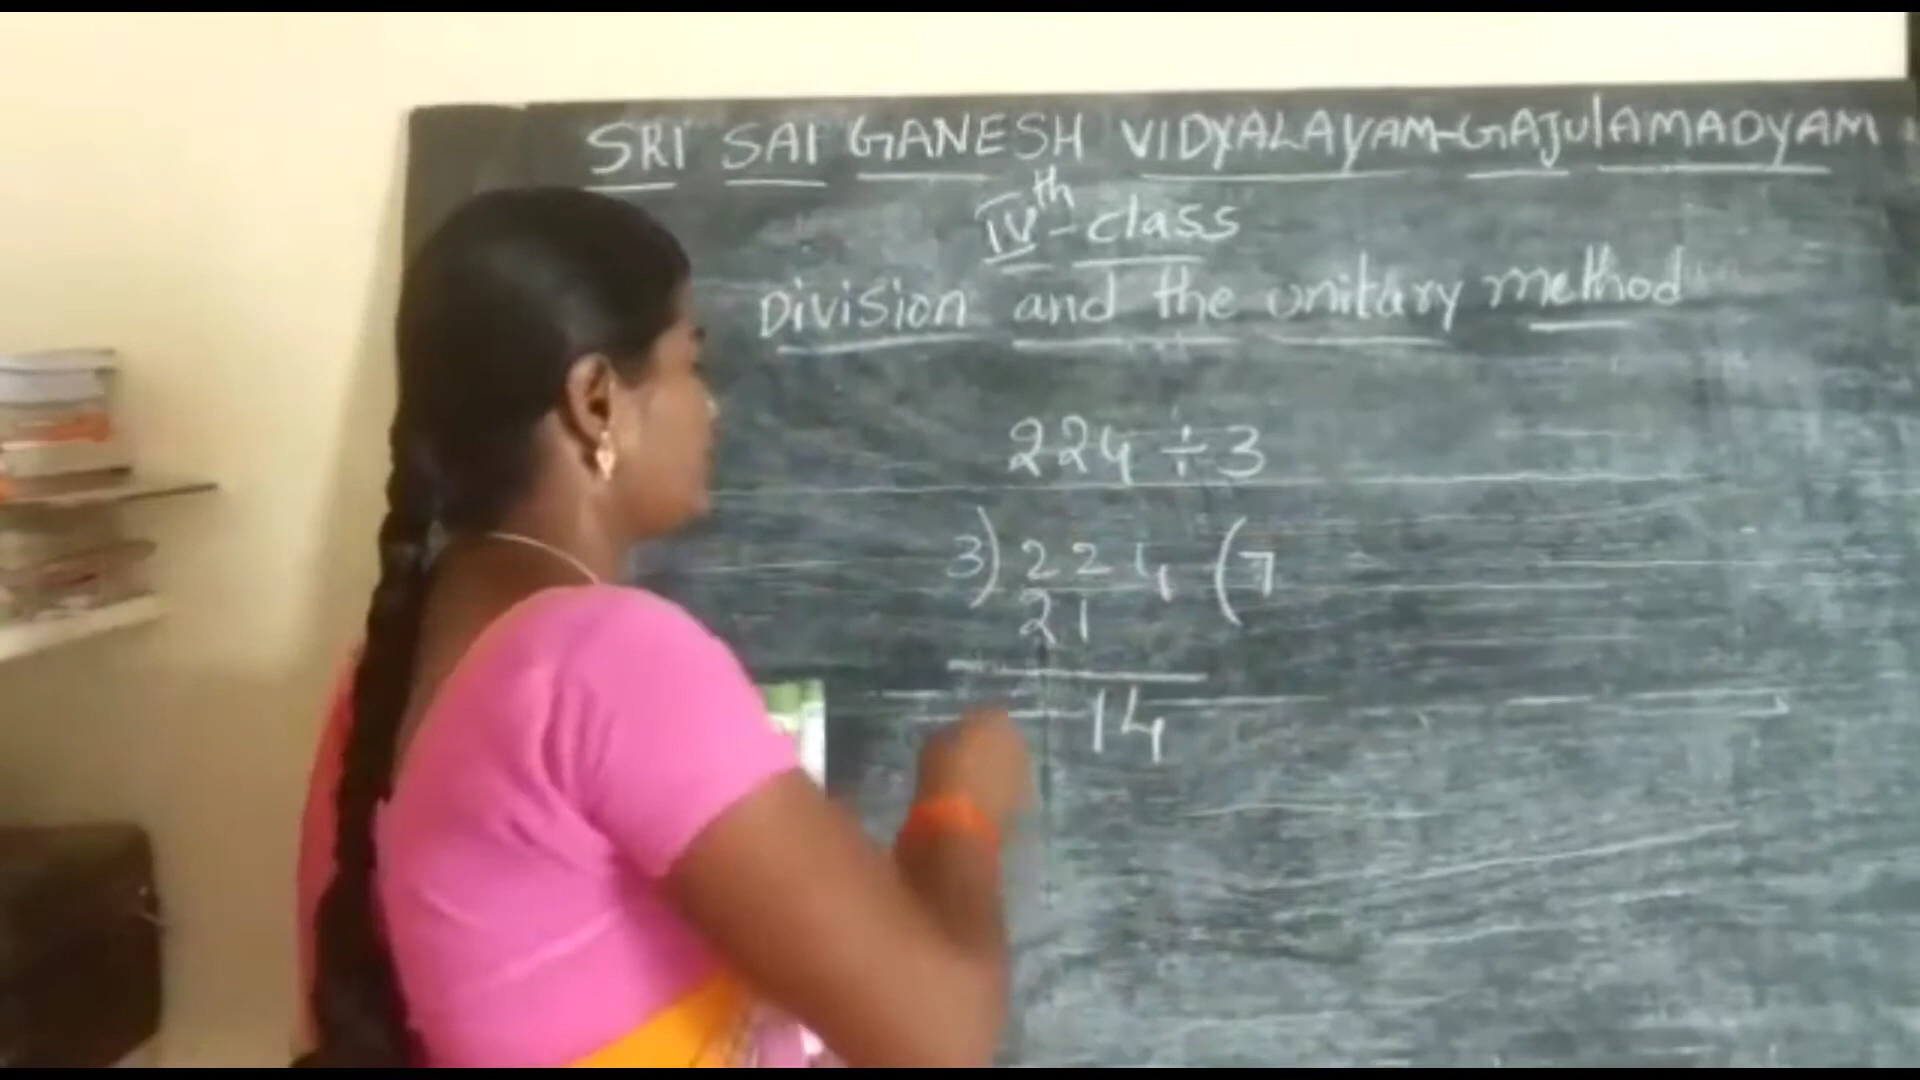 SRI SAI GANESH VIDYALAYAM-GAJUlAMADYAM
IVth-class
Division and the unitary method
224 ÷ 3
3) 224 (7
21
14